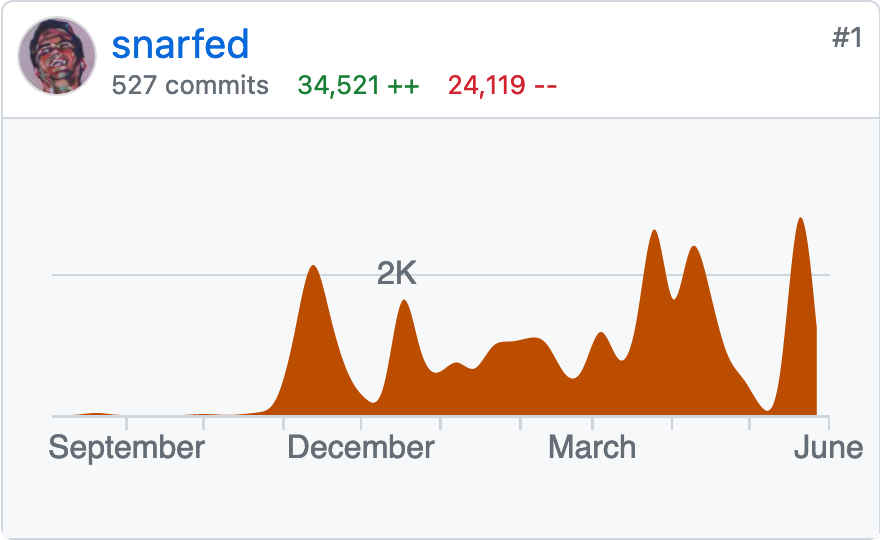 snarfed
#1
527 commits 34,521 ++ 24,119 --
2K
September December March June